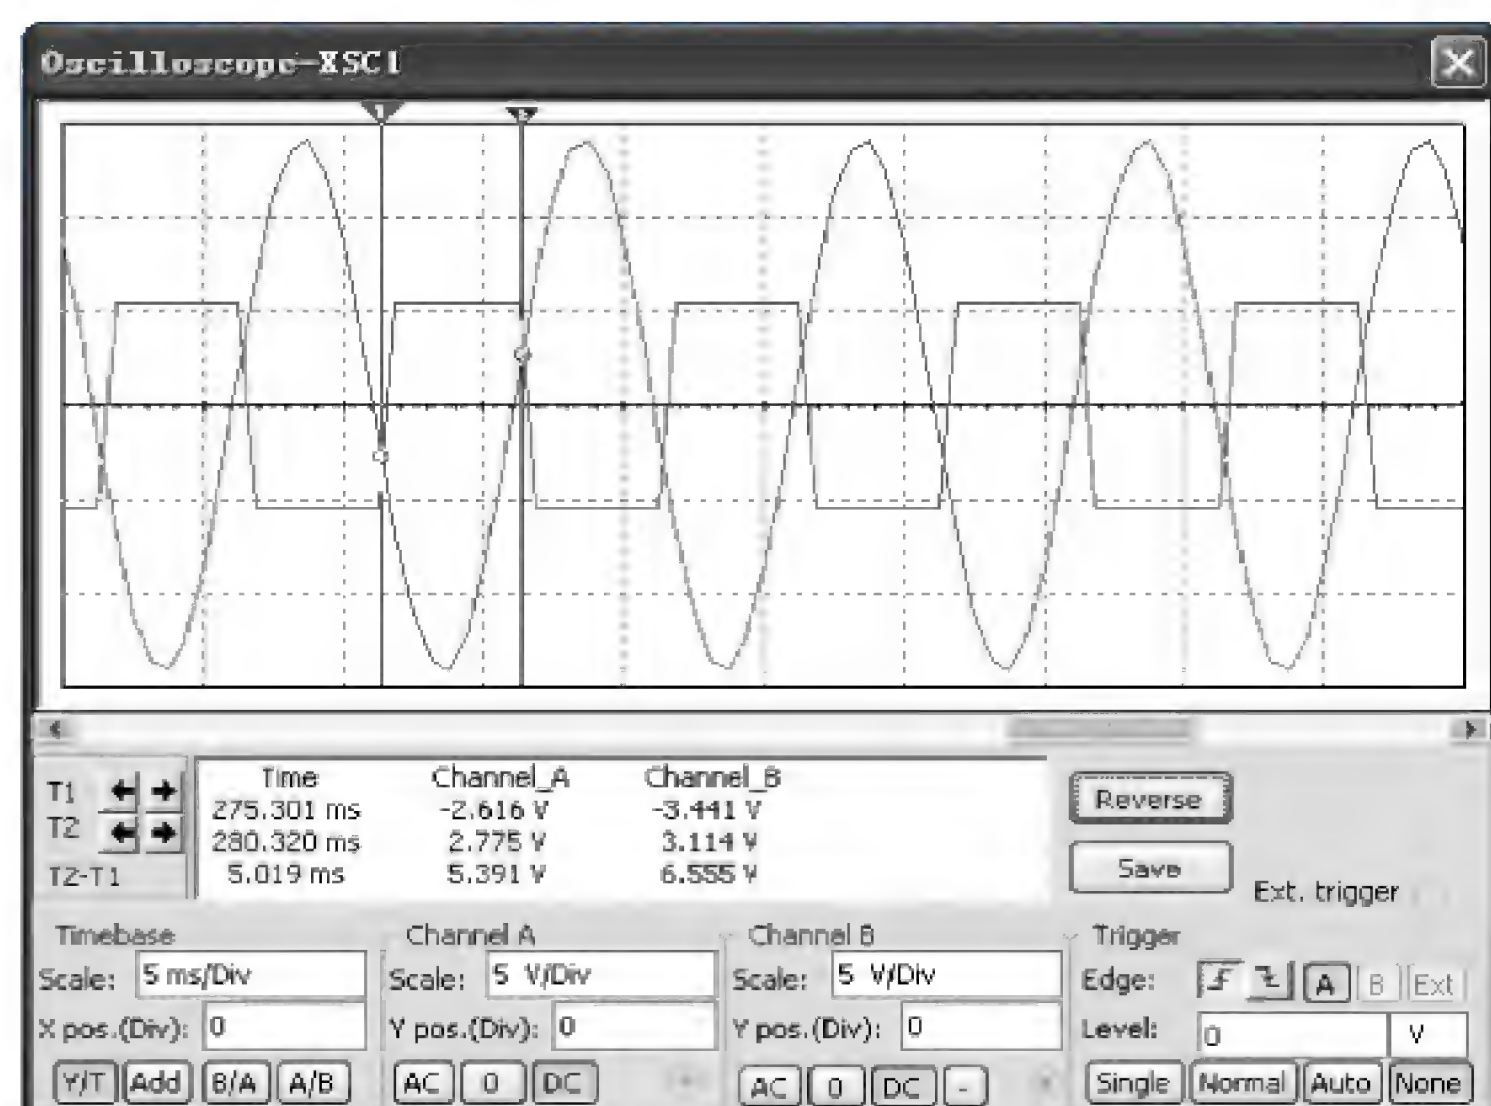 Oscilloscope-XSC1
1 2
Time Channel_A Channel_B
T1 275.301 ms -2.616 V -3.441 V
T2 280.320 ms 2.775 V 3.114 V
T2-T1 5.019 ms 5.391 V 6.555 V
Reverse
Save
Ext. trigger
Timebase Channel A Channel B Trigger
Scale: 5 ms/Div Scale: 5 V/Div Scale: 5 V/Div Edge: A B Ext
X pos.(Div): 0 Y pos.(Div): 0 Y pos.(Div): 0 Level: 0 V
Y/T Add B/A A/B AC 0 DC AC 0 DC - Single Normal Auto None